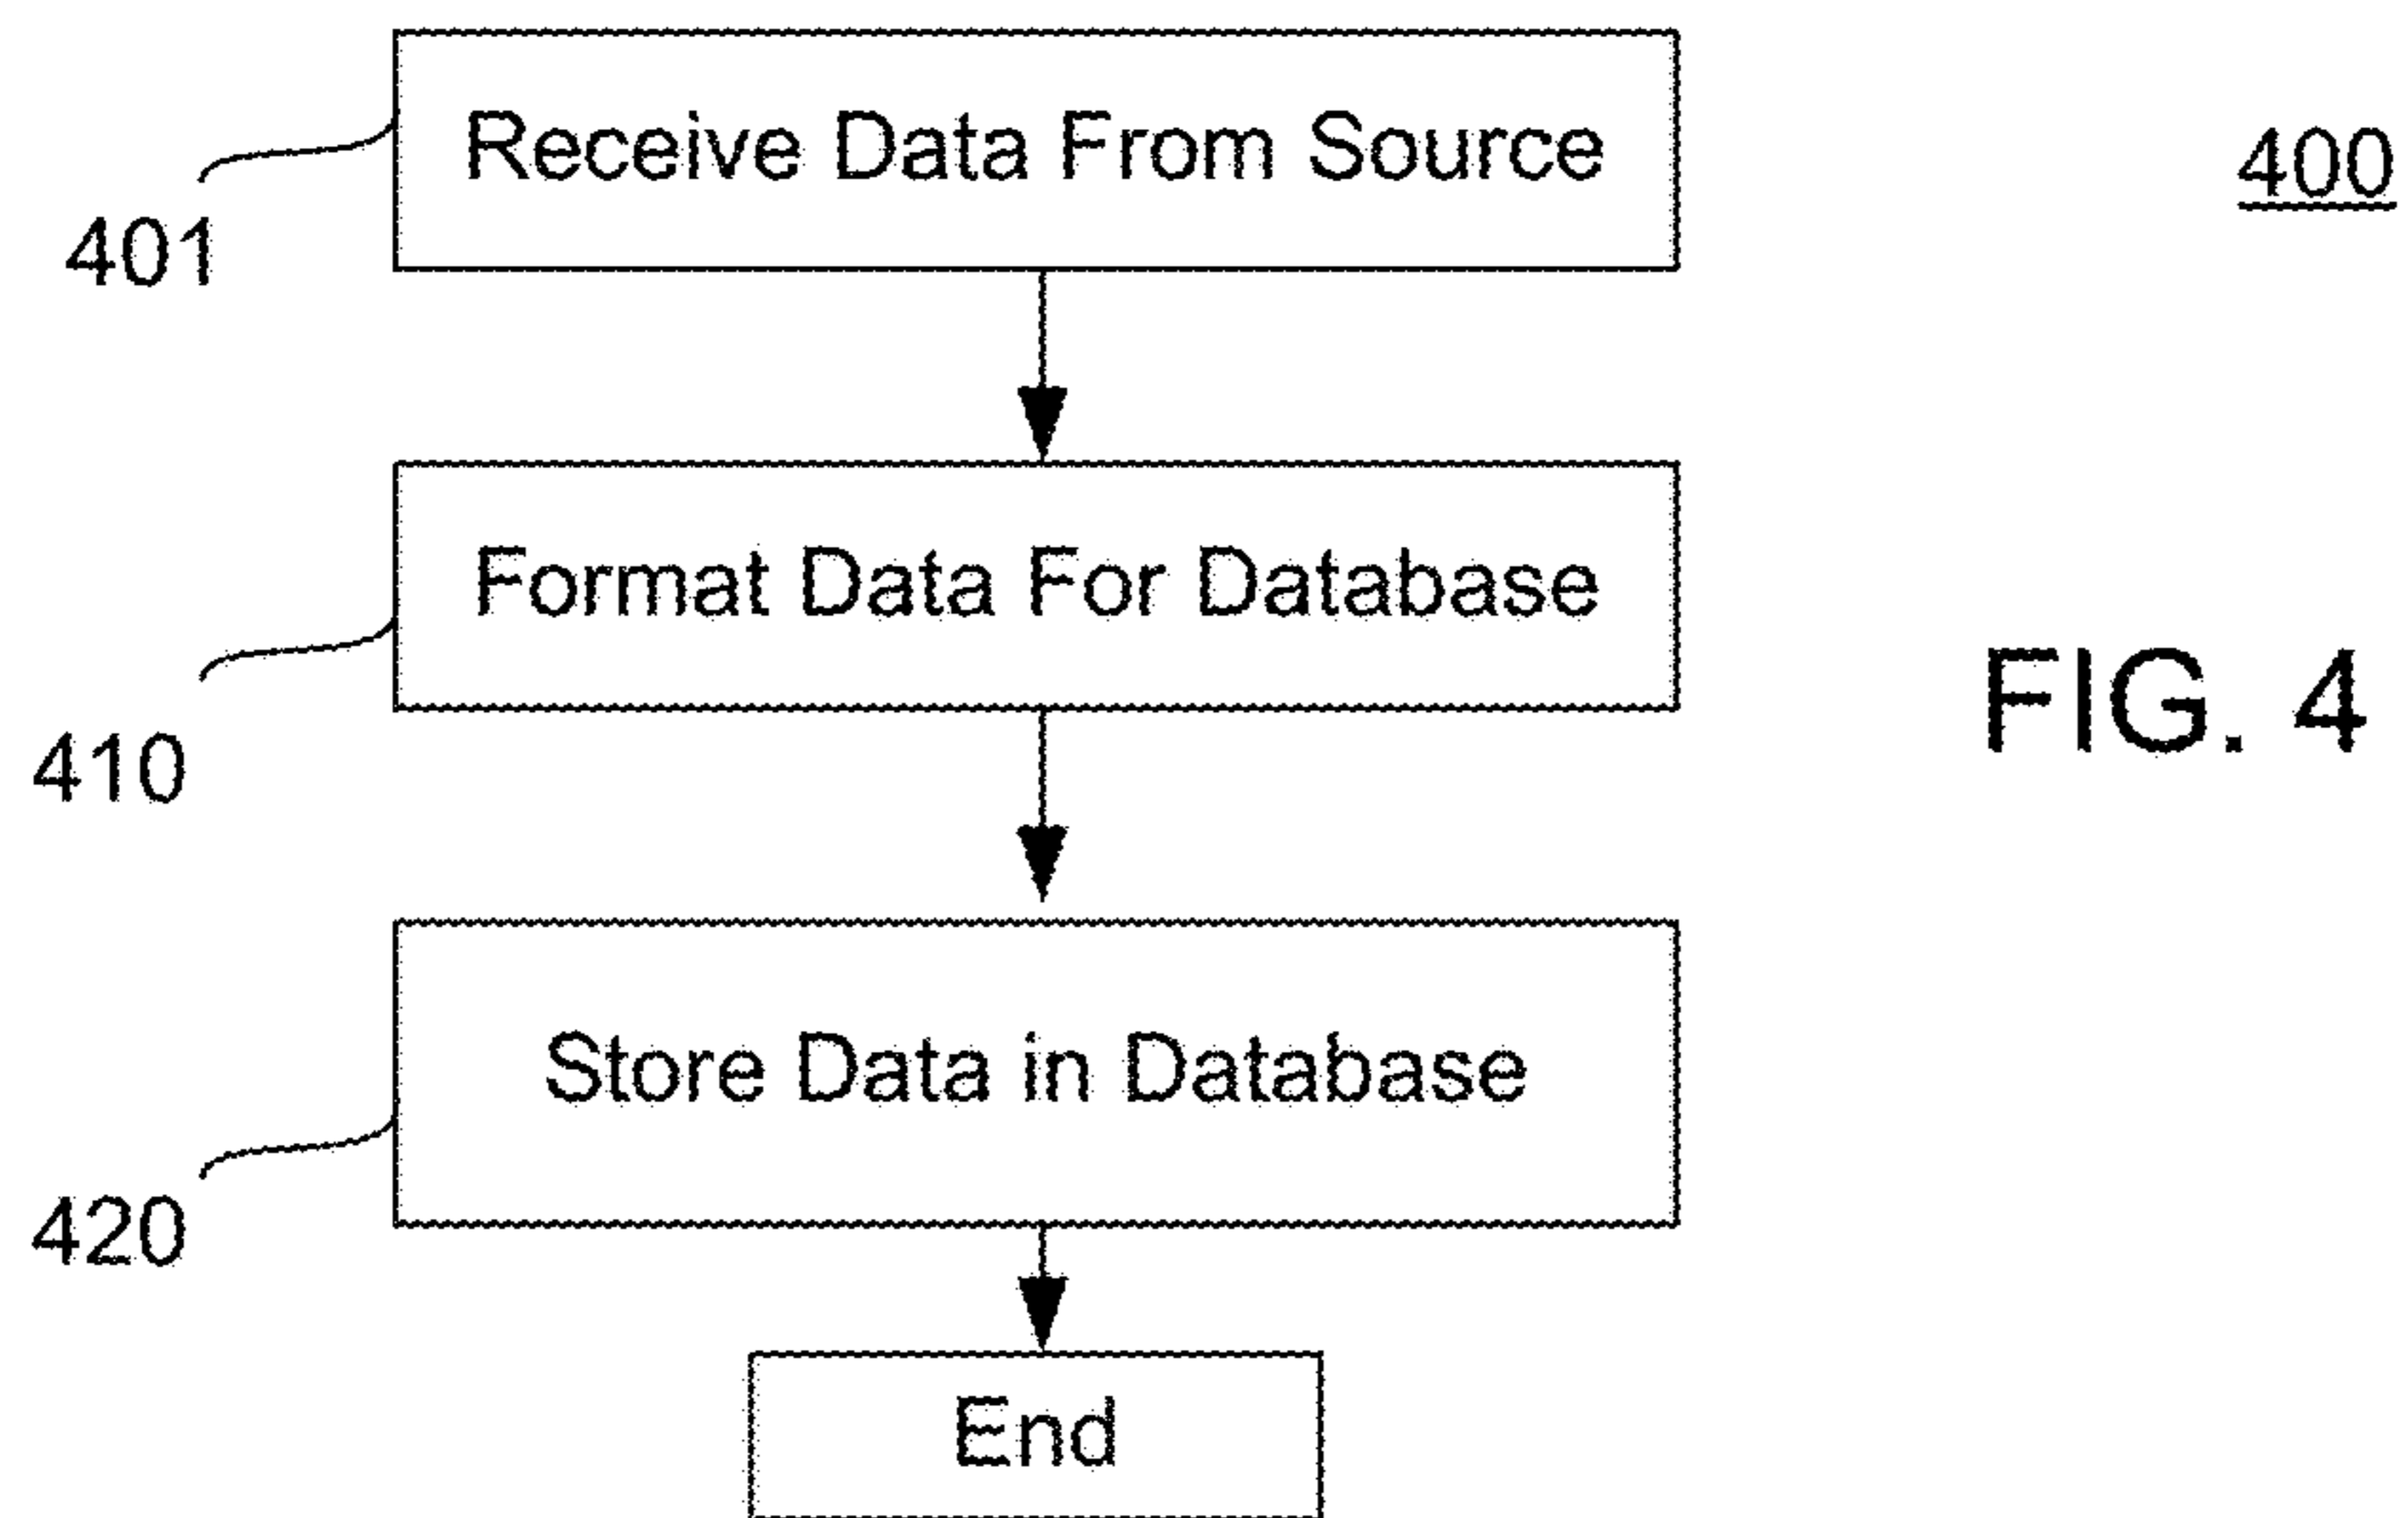 Receive Data From Source
400
401
Format Data For Database
FIG. 4
410
Store Data in Database
420
End